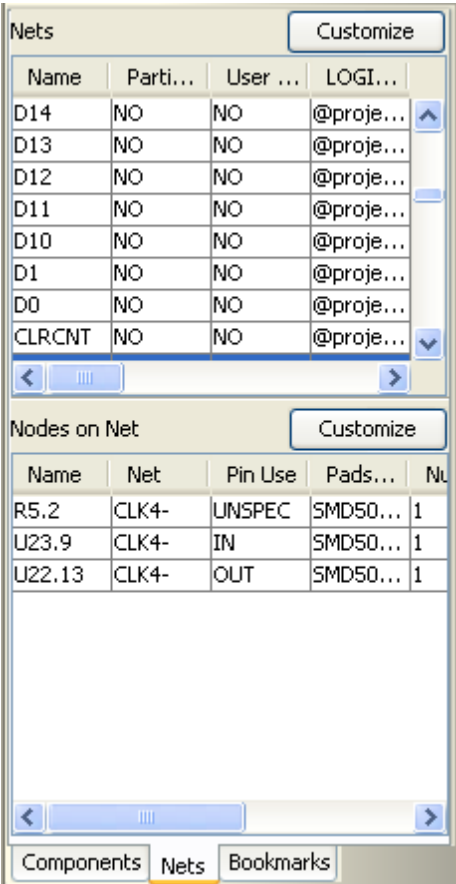 Nets Customize
Name Parti... User ... LOGI...
D14 NO NO @proje...
D13 NO NO @proje...
D12 NO NO @proje...
D11 NO NO @proje...
D10 NO NO @proje...
D1 NO NO @proje...
D0 NO NO @proje...
CLRCNT NO NO @proje...
Nodes on Net Customize
Name Net Pin Use Pads... Nu
R5.2 CLK4- UNSPEC SMD50... 1
U23.9 CLK4- IN SMD50... 1
U22.13 CLK4- OUT SMD50... 1
Components Nets Bookmarks